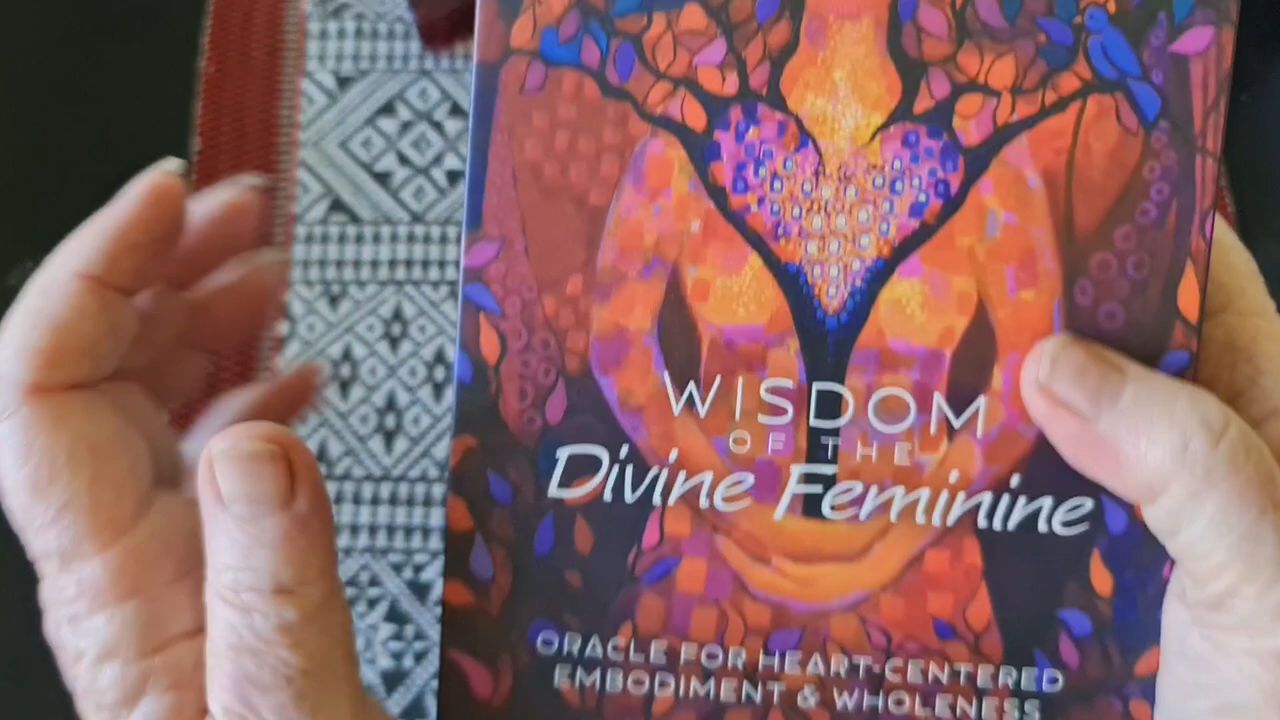 WISDOM
OF THE
Divine Feminine
ORACLE FOR HEART-CENTERED
EMBODIMENT & WHOLENESS